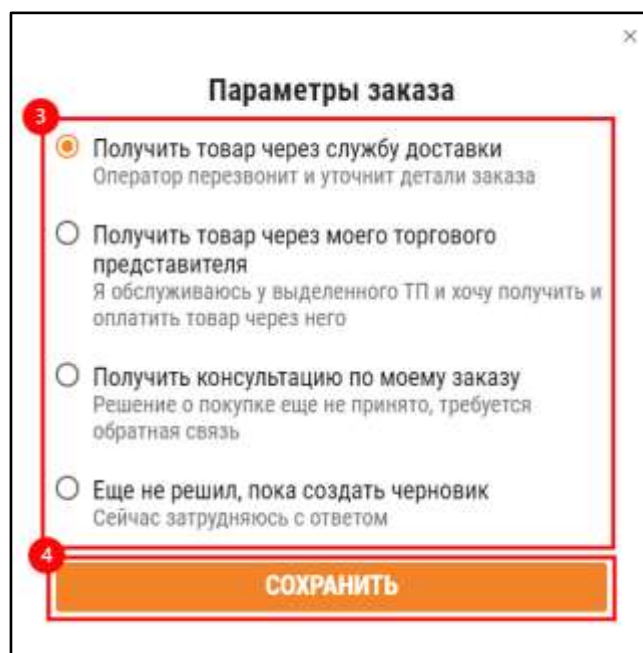 ×
Параметры заказа
3
Получить товар через службу доставки
Оператор перезвонит и уточнит детали заказа
Получить товар через моего торгового
представителя
Я обслуживаюсь у выделенного ТП и хочу получить и
оплатить товар через него
Получить консультацию по моему заказу
Решение о покупке еще не принято, требуется
обратная связь
Еще не решил, пока создать черновик
Сейчас затрудняюсь с ответом
4
СОХРАНИТЬ